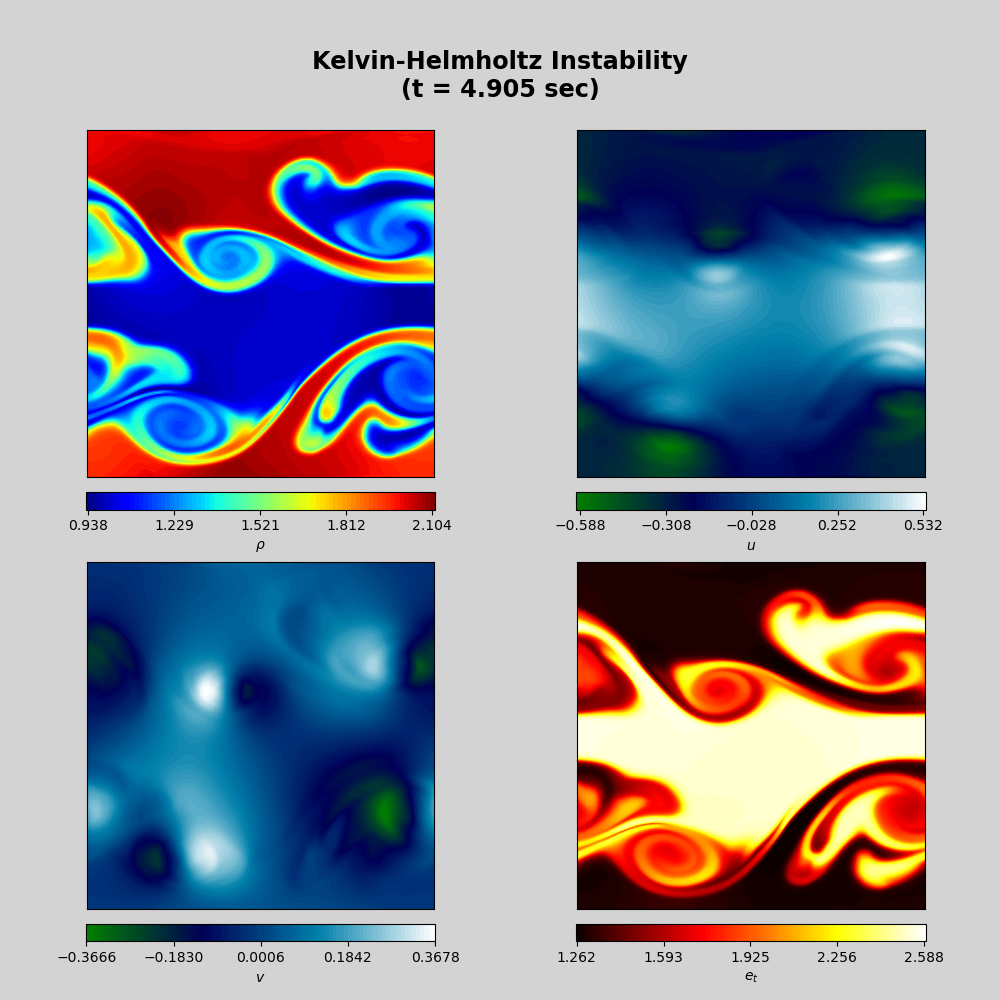 Kelvin-Helmholtz Instability
(t = 4.905 sec)
0.938 1.229 1.521 1.812 2.104
ρ
−0.588 −0.308 −0.028 0.252 0.532
u
−0.3666 −0.1830 0.0006 0.1842 0.3678
v
1.262 1.593 1.925 2.256 2.588
e_t